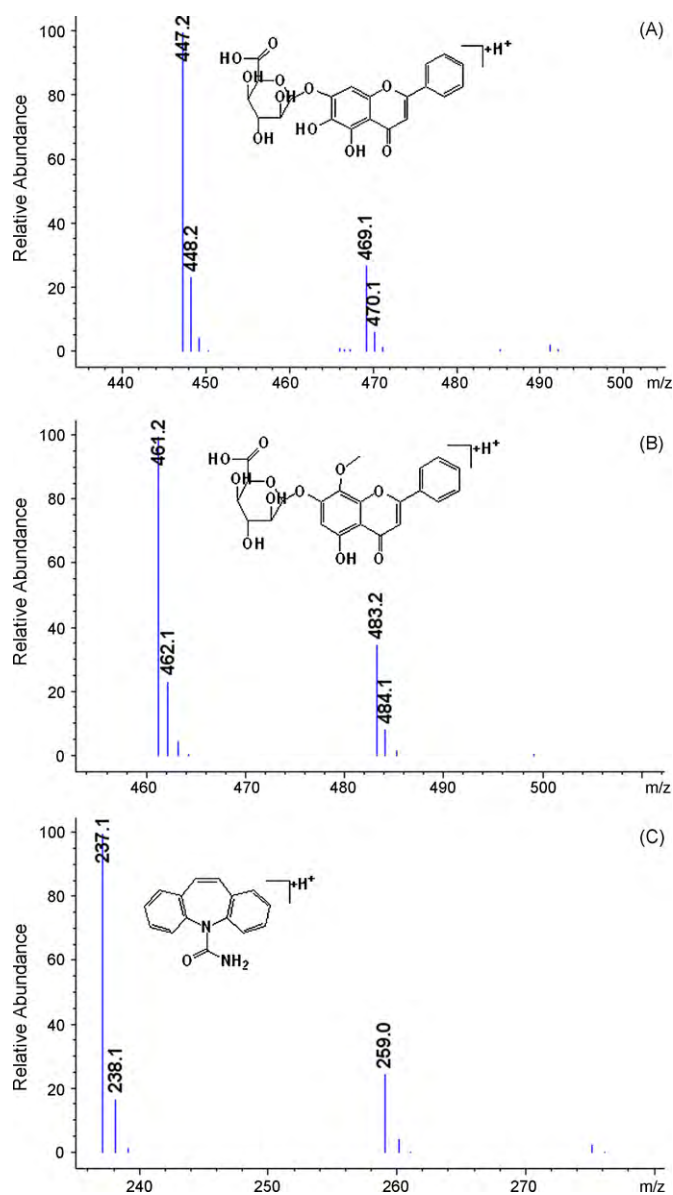 (A)
Relative Abundance
100
80
60
40
20
0
447.2
448.2
469.1
470.1
HO O
OH O O O
OH
OH HO
OH O
+H+
440 450 460 470 480 490 500 m/z
(B)
Relative Abundance
100
80
60
40
20
0
461.2
462.1
483.2
484.1
HO O O
OH O O O
OH
OH
OH O
+H+
460 470 480 490 500 m/z
(C)
Relative Abundance
100
80
60
40
20
0
237.1
238.1
259.0
N
O NH2
+H+
240 250 260 270 m/z